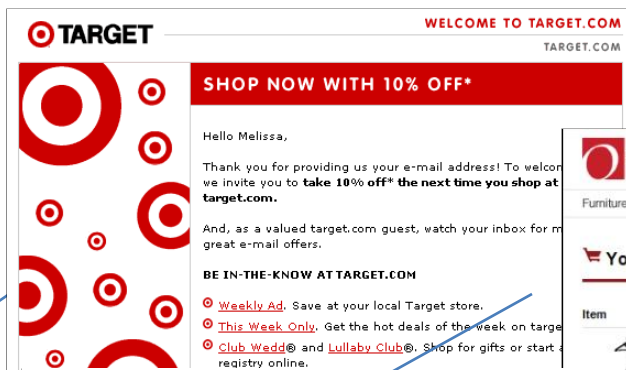 TARGET
WELCOME TO TARGET.COM
TARGET.COM
SHOP NOW WITH 10% OFF*
Hello Melissa,
Thank you for providing us your e-mail address! To
we invite you to take 10% off* the next time you shop at
target.com.
And, as a valued target.com guest, watch your inbox for
great e-mail offers.
BE IN-THE-KNOW AT TARGET.COM
Weekly Ad. Save at your local Target store.
This Week Only. Get the hot deals of the week on
Club Wedd® and Lullaby Club®. Shop for gifts or start
registry online.
O
Furniture
Item